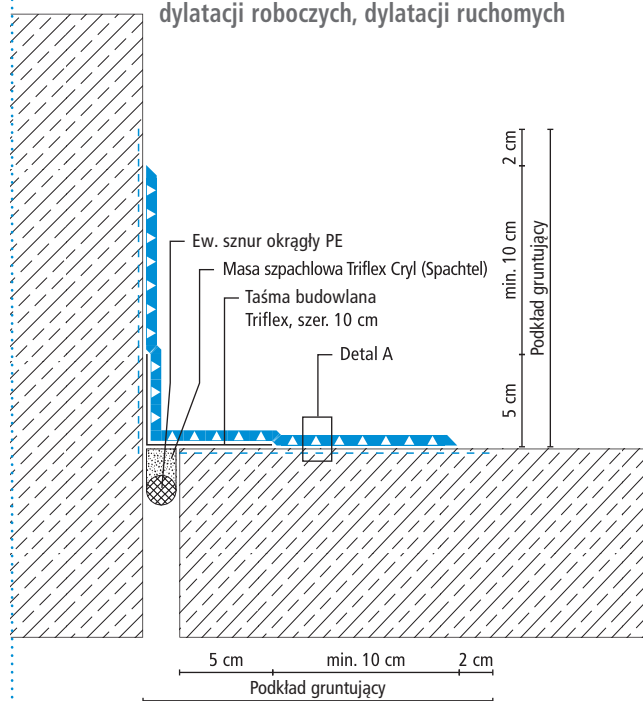 dylatacji roboczych, dylatacji ruchomych
2 cm
min. 10 cm
Podkład gruntujący
5 cm
Ew. sznur okrągły PE
Masa szpachlowa Triflex Cryl (Spachtel)
Taśma budowlana
Triflex, szer. 10 cm
Detal A
5 cm
min. 10 cm
2 cm
Podkład gruntujący